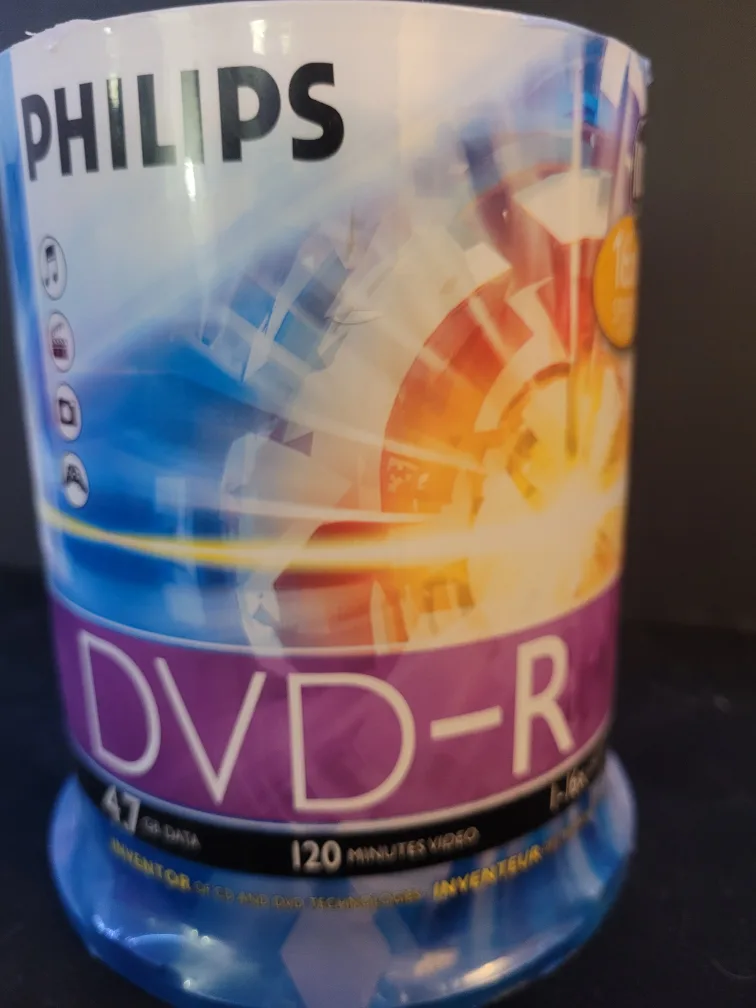 PHILIPS
DVD-R
4.7 GB DATA 120 MINUTES VIDEO
INVENTOR OF CD AND DVD TECHNOLOGIES INVENTEUR